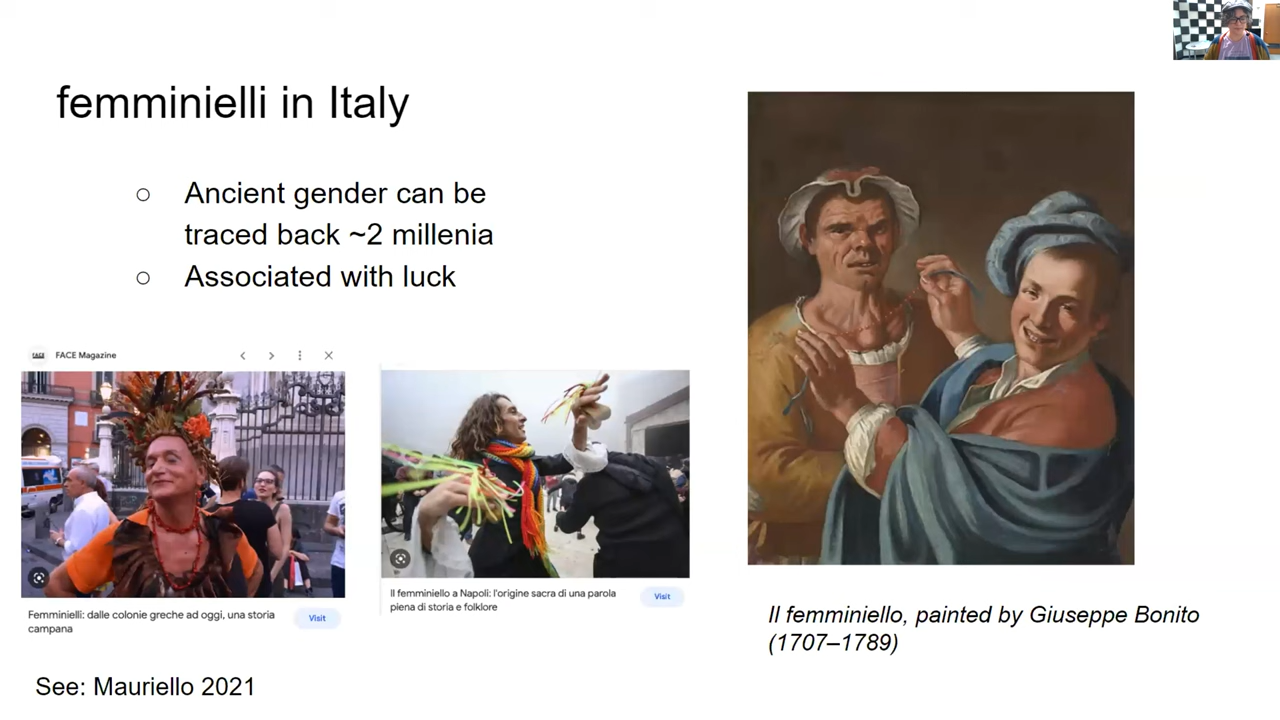 femminielli in Italy
○ Ancient gender can be
traced back ~2 millenia
○ Associated with luck
FACE
FACE Magazine
Femminielli: dalle colonie greche ad oggi, una storia
campana
Visit
Il femminiello a Napoli: l'origine sacra di una parola
piena di storia e folklore
Visit
Il femminiello, painted by Giuseppe Bonito
(1707–1789)
See: Mauriello 2021